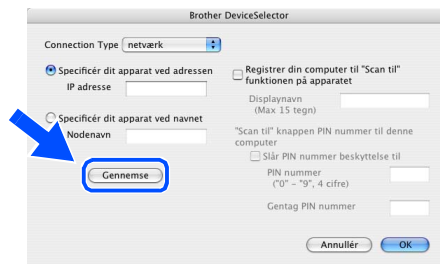 Brother DeviceSelector
Connection Type netværk
Specificér dit apparat ved adressen
IP adresse
Specificér dit apparat ved navnet
Nodenavn
Gennemse
Registrer din computer til "Scan til"
funktionen på apparatet
Displaynavn
(Max 15 tegn)
"Scan til" knappen PIN nummer til denne
computer
Slår PIN nummer beskyttelse til
PIN nummer
("0" – "9", 4 cifre)
Gentag PIN nummer
Annullér OK